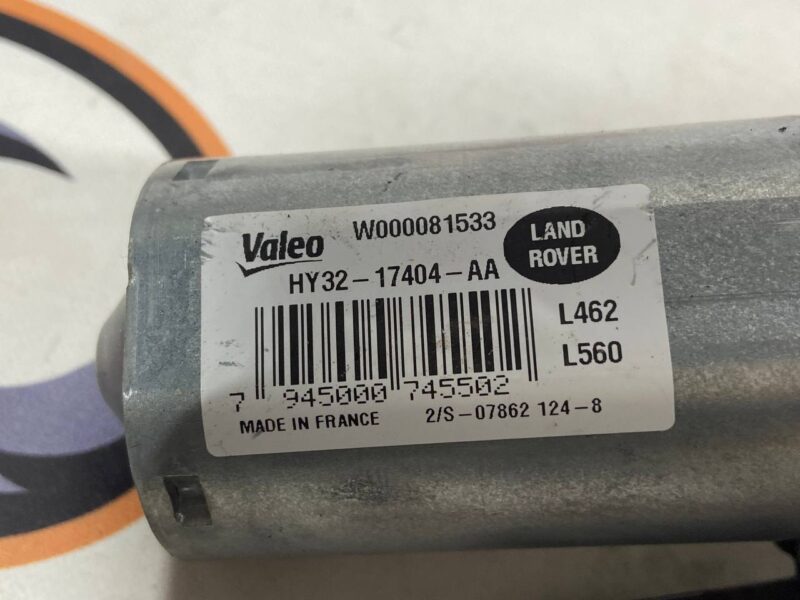 Valeo W000081533
LAND ROVER
HY32-17404-AA
L462
L560
7 945000 745502
MADE IN FRANCE 2/S-07862 124-8